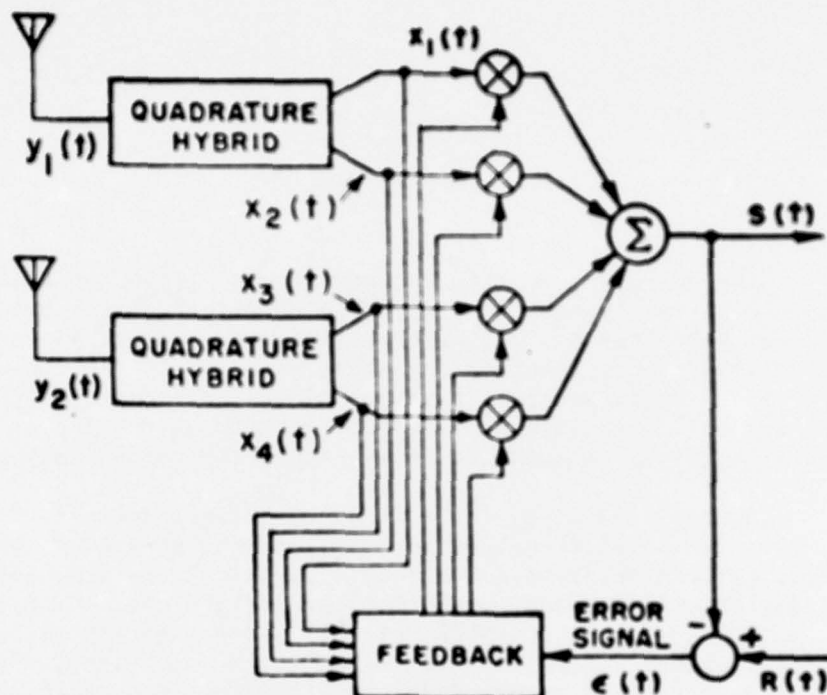 x₁(t)
QUADRATURE
HYBRID
y₁(t)
x₂(t)
Σ
S(t)
x₃(t)
QUADRATURE
HYBRID
y₂(t)
x₄(t)
ERROR
SIGNAL
- +
FEEDBACK
ϵ(t)
R(t)